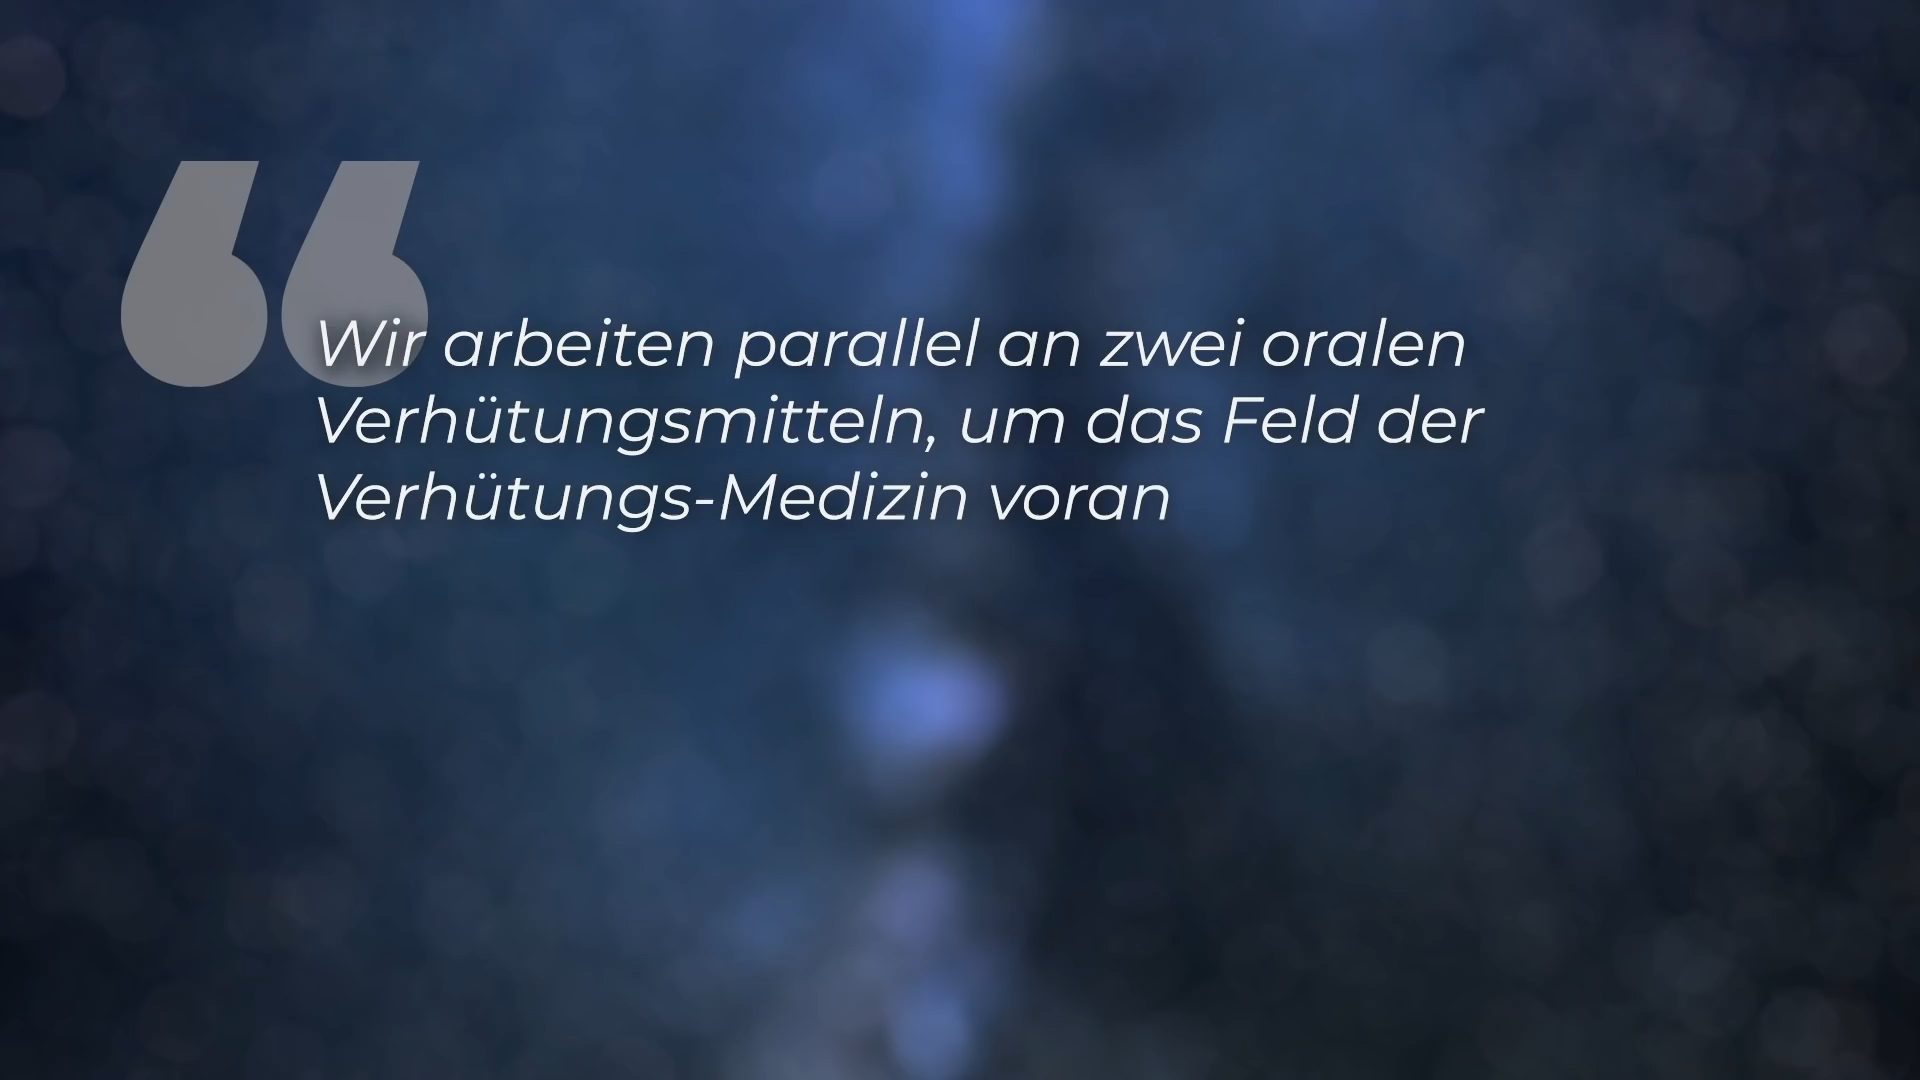 “
Wir arbeiten parallel an zwei oralen
Verhütungsmitteln, um das Feld der
Verhütungs-Medizin voran